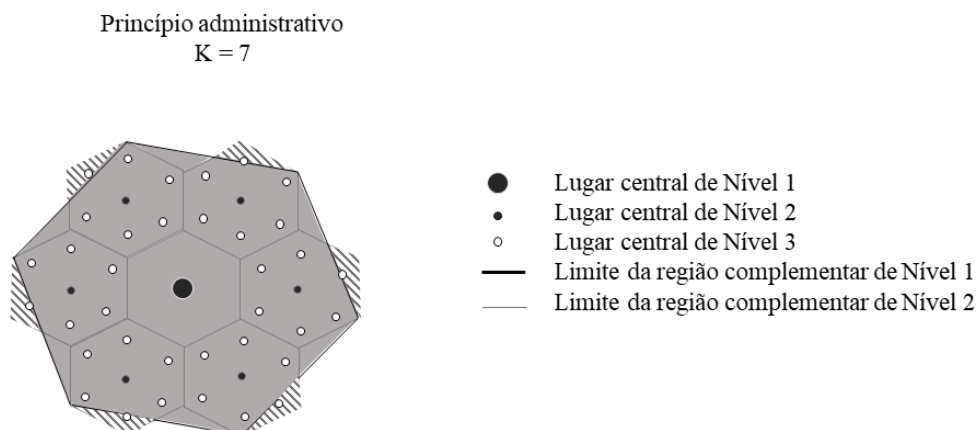 Princípio administrativo
K = 7
Lugar central de Nível 1
Lugar central de Nível 2
Lugar central de Nível 3
Limite da região complementar de Nível 1
Limite da região complementar de Nível 2